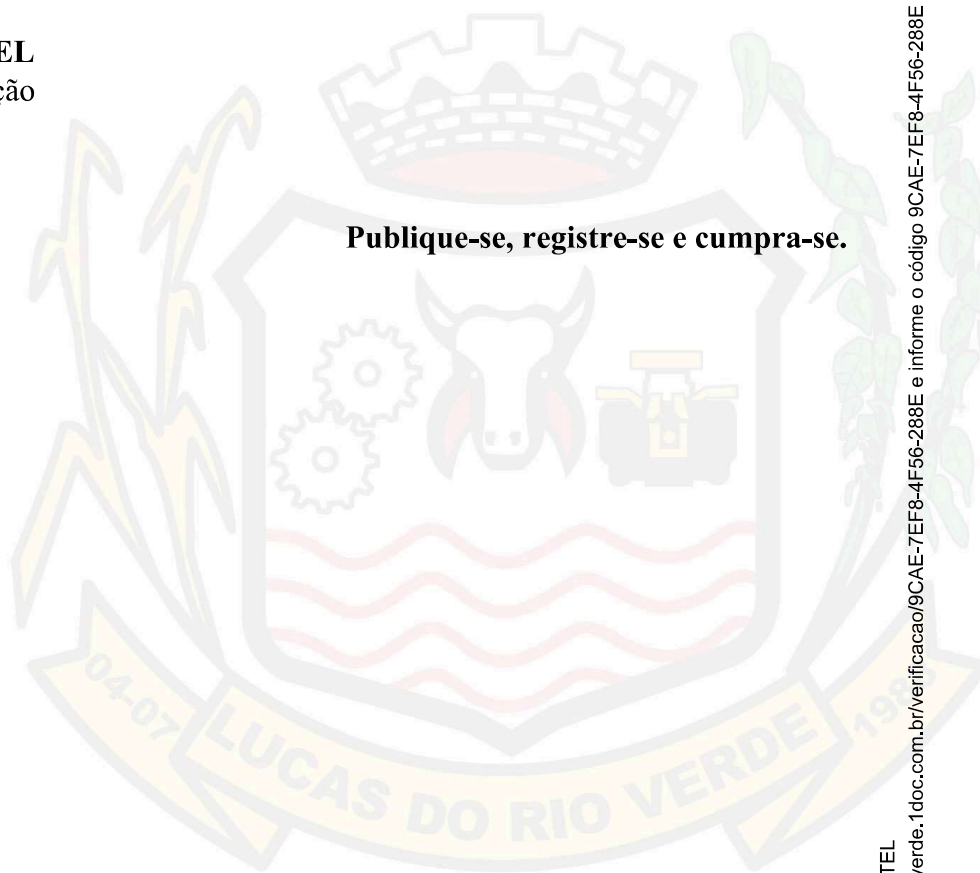 EL
ção
Publique-se, registre-se e cumpra-se.
04-07
LUCAS DO RIO VERDE
TEL
verde.1doc.com.br/verificacao/9CAE-7EF8-4F56-288E e informe o código 9CAE-7EF8-4F56-288E